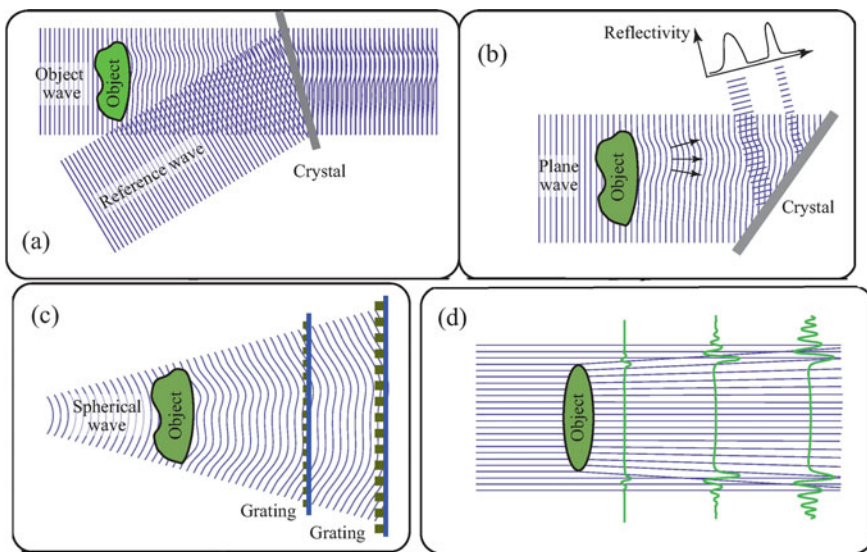 Object
wave
Object
Reference wave
Crystal
(a)
Reflectivity
(b)
Plane
wave
Object
Crystal
(c)
Spherical
wave
Object
Grating
Grating
(d)
Object